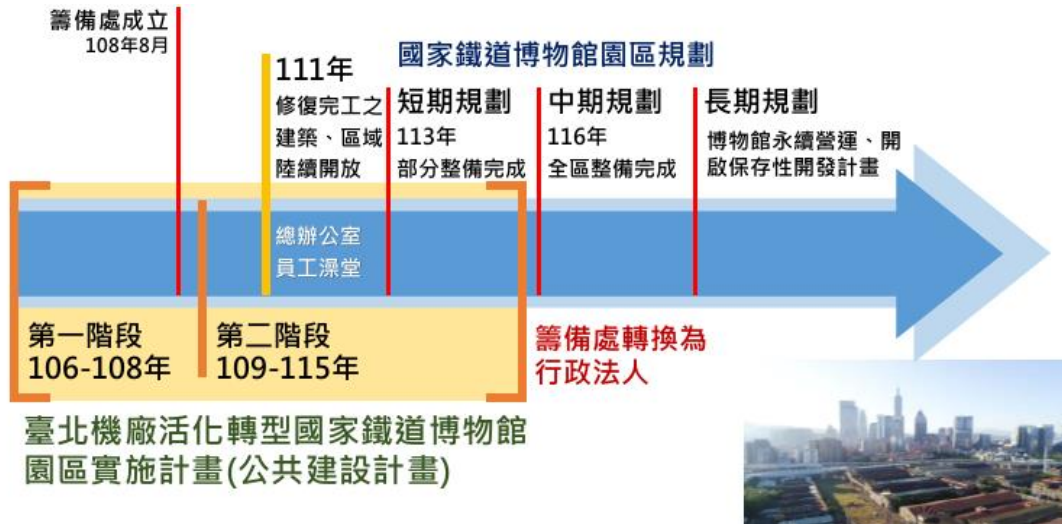 籌備處成立
108年8月
國家鐵道博物館園區規劃
111年
修復完工之
建築、區域
陸續開放
短期規劃
113年
部分整備完成
中期規劃
116年
全區整備完成
長期規劃
博物館永續營運、開
啟保存性開發計畫
總辦公室
員工澡堂
第一階段
106-108年
第二階段
109-115年
籌備處轉換為
行政法人
臺北機廠活化轉型國家鐵道博物館
園區實施計畫(公共建設計畫)